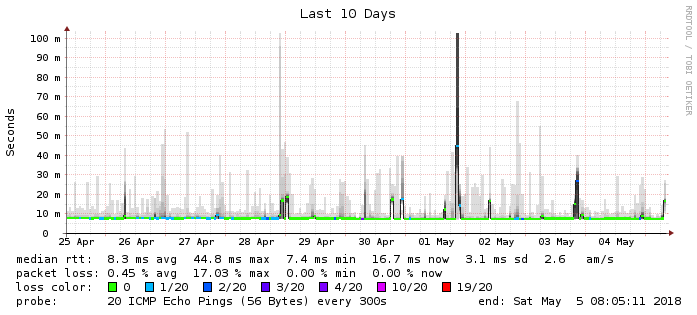 Last 10 Days
RRDTOOL / TOBI OETIKER
Seconds
100 m
90 m
80 m
70 m
60 m
50 m
40 m
30 m
20 m
10 m
0
25 Apr 26 Apr 27 Apr 28 Apr 29 Apr 30 Apr 01 May 02 May 03 May 04 May
median rtt: 8.3 ms avg 44.8 ms max 7.4 ms min 16.7 ms now 3.1 ms sd 2.6 am/s
packet loss: 0.45 % avg 17.03 % max 0.00 % min 0.00 % now
loss color: 0 1/20 2/20 3/20 4/20 10/20 19/20
probe: 20 ICMP Echo Pings (56 Bytes) every 300s end: Sat May 5 08:05:11 2018